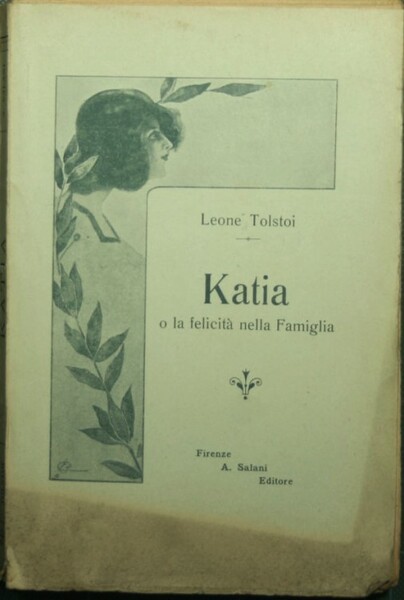 Leone Tolstoi
Katia
o la felicità nella Famiglia
Firenze
A. Salani
Editore